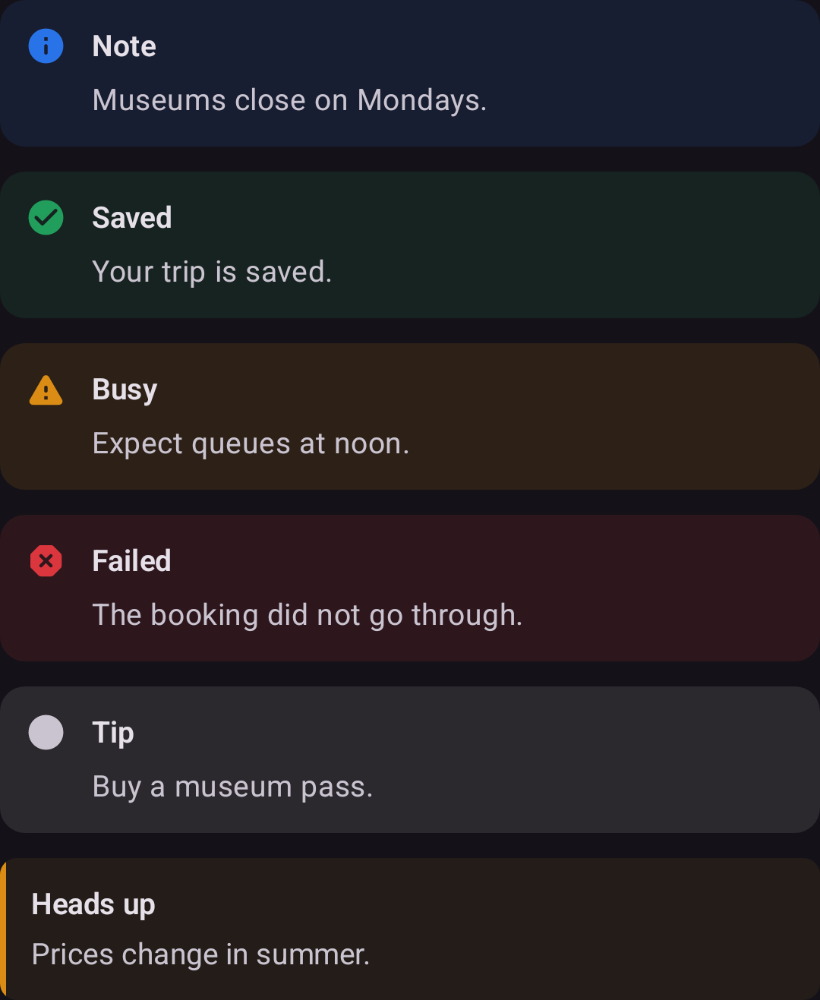 Note
Museums close on Mondays.
Saved
Your trip is saved.
Busy
Expect queues at noon.
Failed
The booking did not go through.
Tip
Buy a museum pass.
Heads up
Prices change in summer.